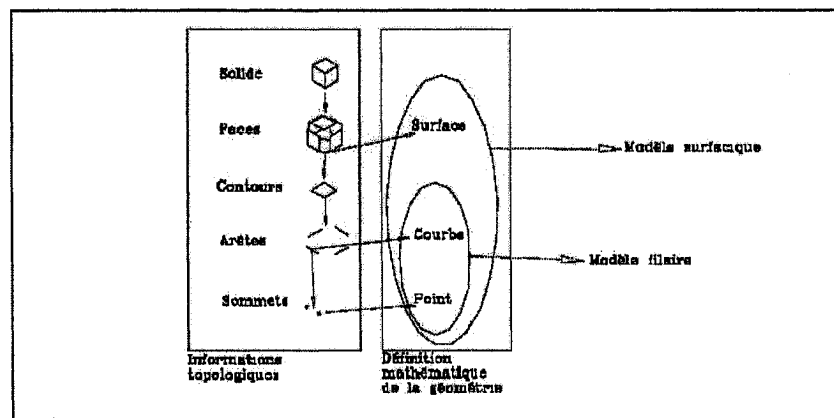 Solide
Faces
Surface
Modèle surfacique
Contours
Arêtes
Courbe
Modèle filaire
Sommets
Point
Informations
topologiques
Définition
mathématique
de la géométrie